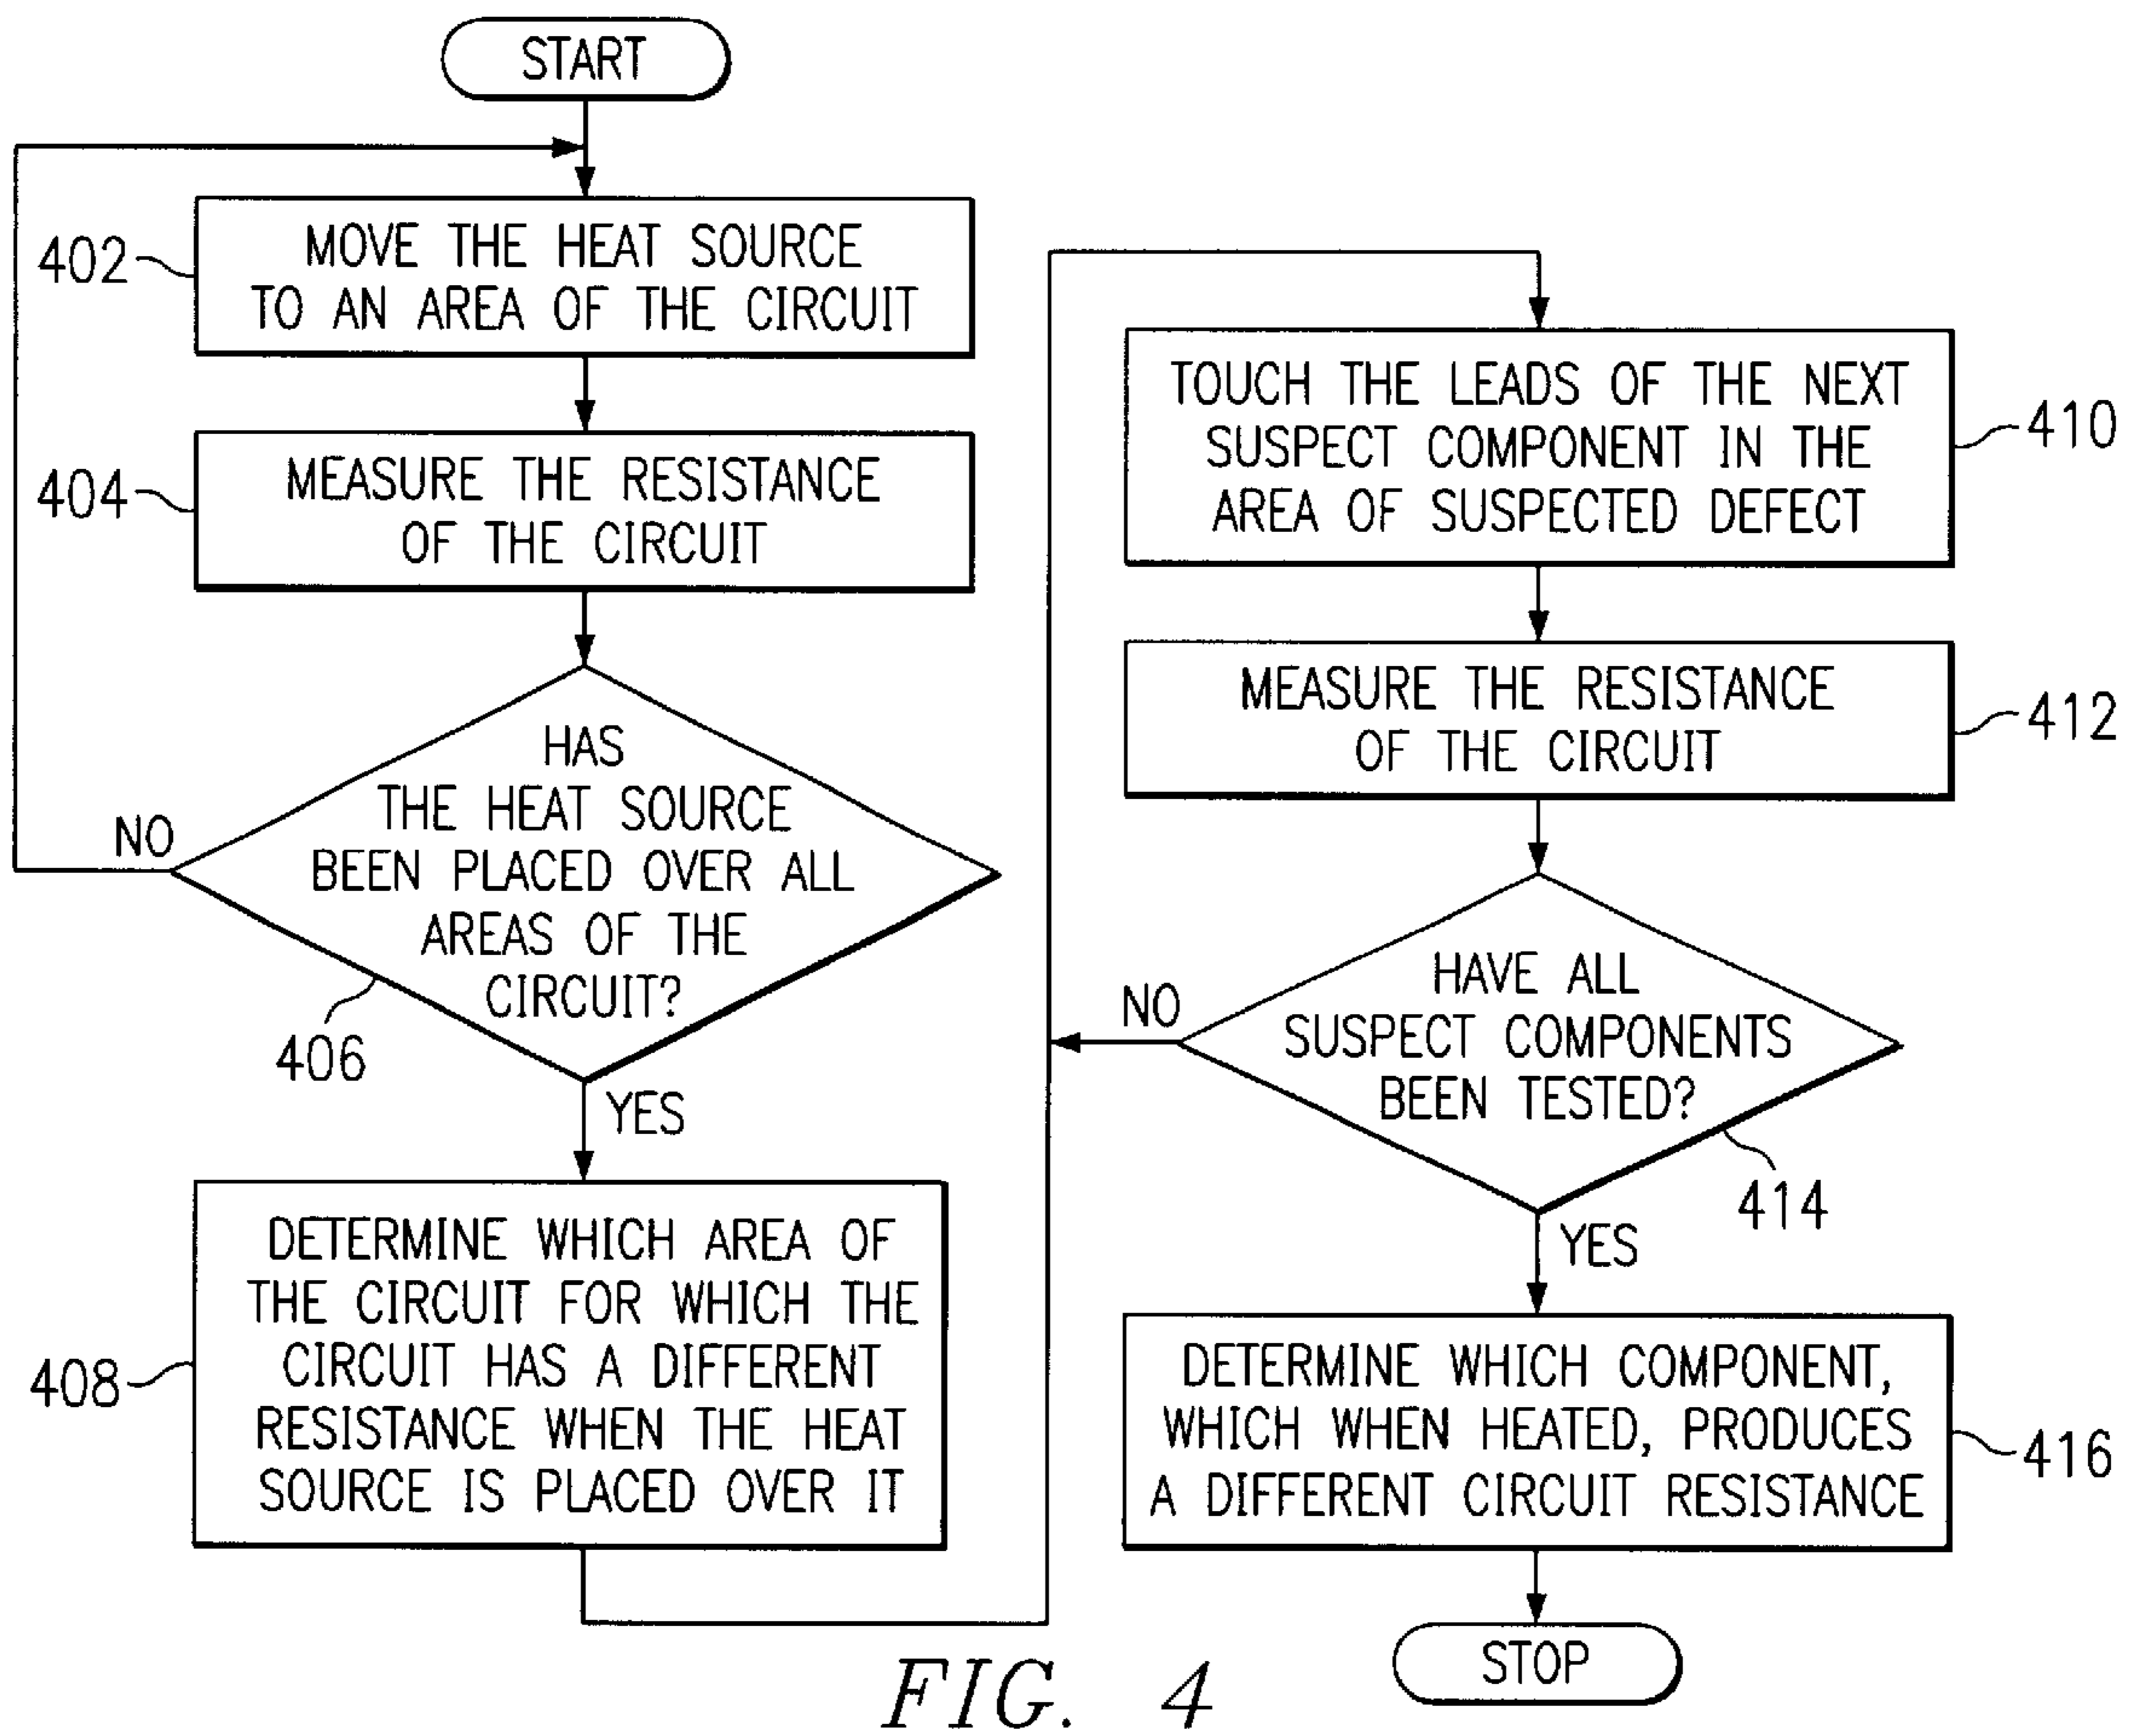 START
402
MOVE THE HEAT SOURCE
TO AN AREA OF THE CIRCUIT
404
MEASURE THE RESISTANCE
OF THE CIRCUIT
HAS
THE HEAT SOURCE
BEEN PLACED OVER ALL
AREAS OF THE
CIRCUIT?
NO
406
YES
408
DETERMINE WHICH AREA OF
THE CIRCUIT FOR WHICH THE
CIRCUIT HAS A DIFFERENT
RESISTANCE WHEN THE HEAT
SOURCE IS PLACED OVER IT
TOUCH THE LEADS OF THE NEXT
SUSPECT COMPONENT IN THE
AREA OF SUSPECTED DEFECT
410
MEASURE THE RESISTANCE
OF THE CIRCUIT
412
HAVE ALL
SUSPECT COMPONENTS
BEEN TESTED?
NO
414
YES
DETERMINE WHICH COMPONENT,
WHICH WHEN HEATED, PRODUCES
A DIFFERENT CIRCUIT RESISTANCE
416
STOP
FIG. 4